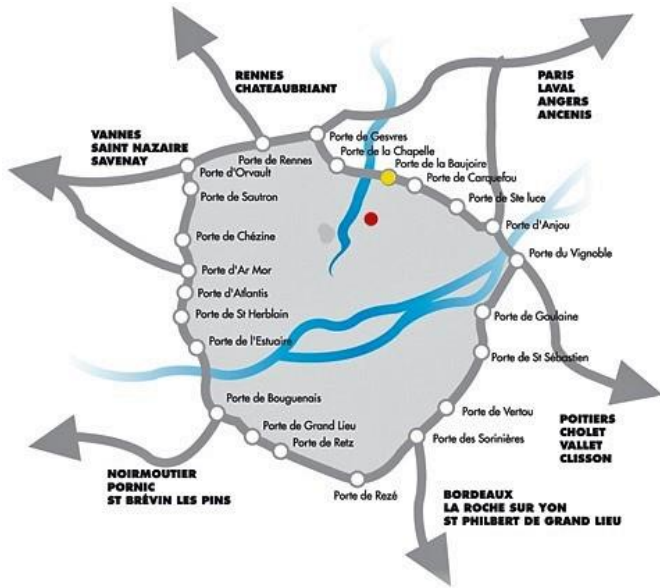 RENNES
CHATEAUBRIANT
PARIS
LAVAL
ANGERS
ANCENIS
VANNES
SAINT NAZAIRE
SAVENAY
Porte de Gesvres
Porte de la Chapelle
Porte de Rennes
Porte de la Baujoire
Porte d'Orvault
Porte de Carquefou
Porte de Sautron
Porte de Ste luce
Porte d'Anjou
Porte de Chézine
Porte du Vignoble
Porte d'Ar Mor
Porte d'Atlantis
Porte de St Herblain
Porte de Goulaine
Porte de l'Estuaire
Porte de St Sébastien
Porte de Bouguenais
Porte de Vertou
Porte de Grand Lieu
Porte des Sorinières
Porte de Retz
POITIERS
CHOLET
VALLET
CLISSON
NOIRMOUTIER
PORNIC
ST BRÉVIN LES PINS
Porte de Rezé
BORDEAUX
LA ROCHE SUR YON
ST PHILBERT DE GRAND LIEU